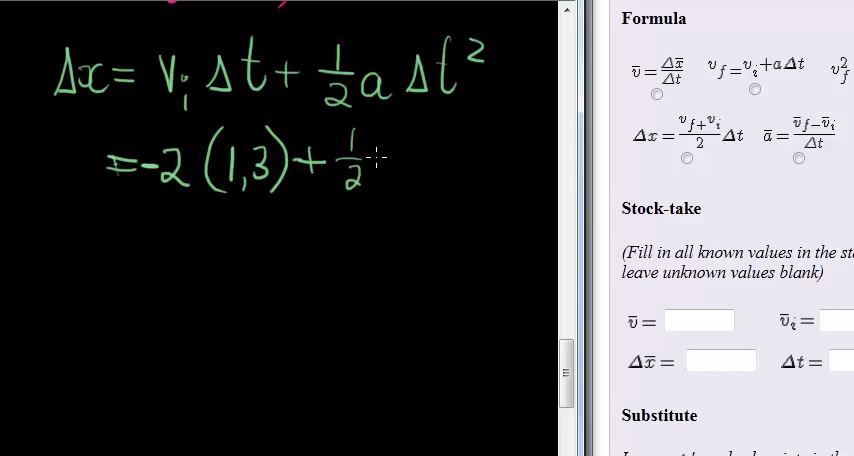 Δx = vᵢ Δt + 1/2 a Δt²
= -2 (1,3) + 1/2
Formula
v̄ = Δx̄/Δt   v_f = v_i + aΔt   v_f²
Δx = (v_f + v_i)/2 Δt   ā = (v̄_f − v̄_i)/Δt
Stock-take
(Fill in all known values in the st
leave unknown values blank)
v̄ =   v̄_i =
Δx̄ =   Δt =
Substitute